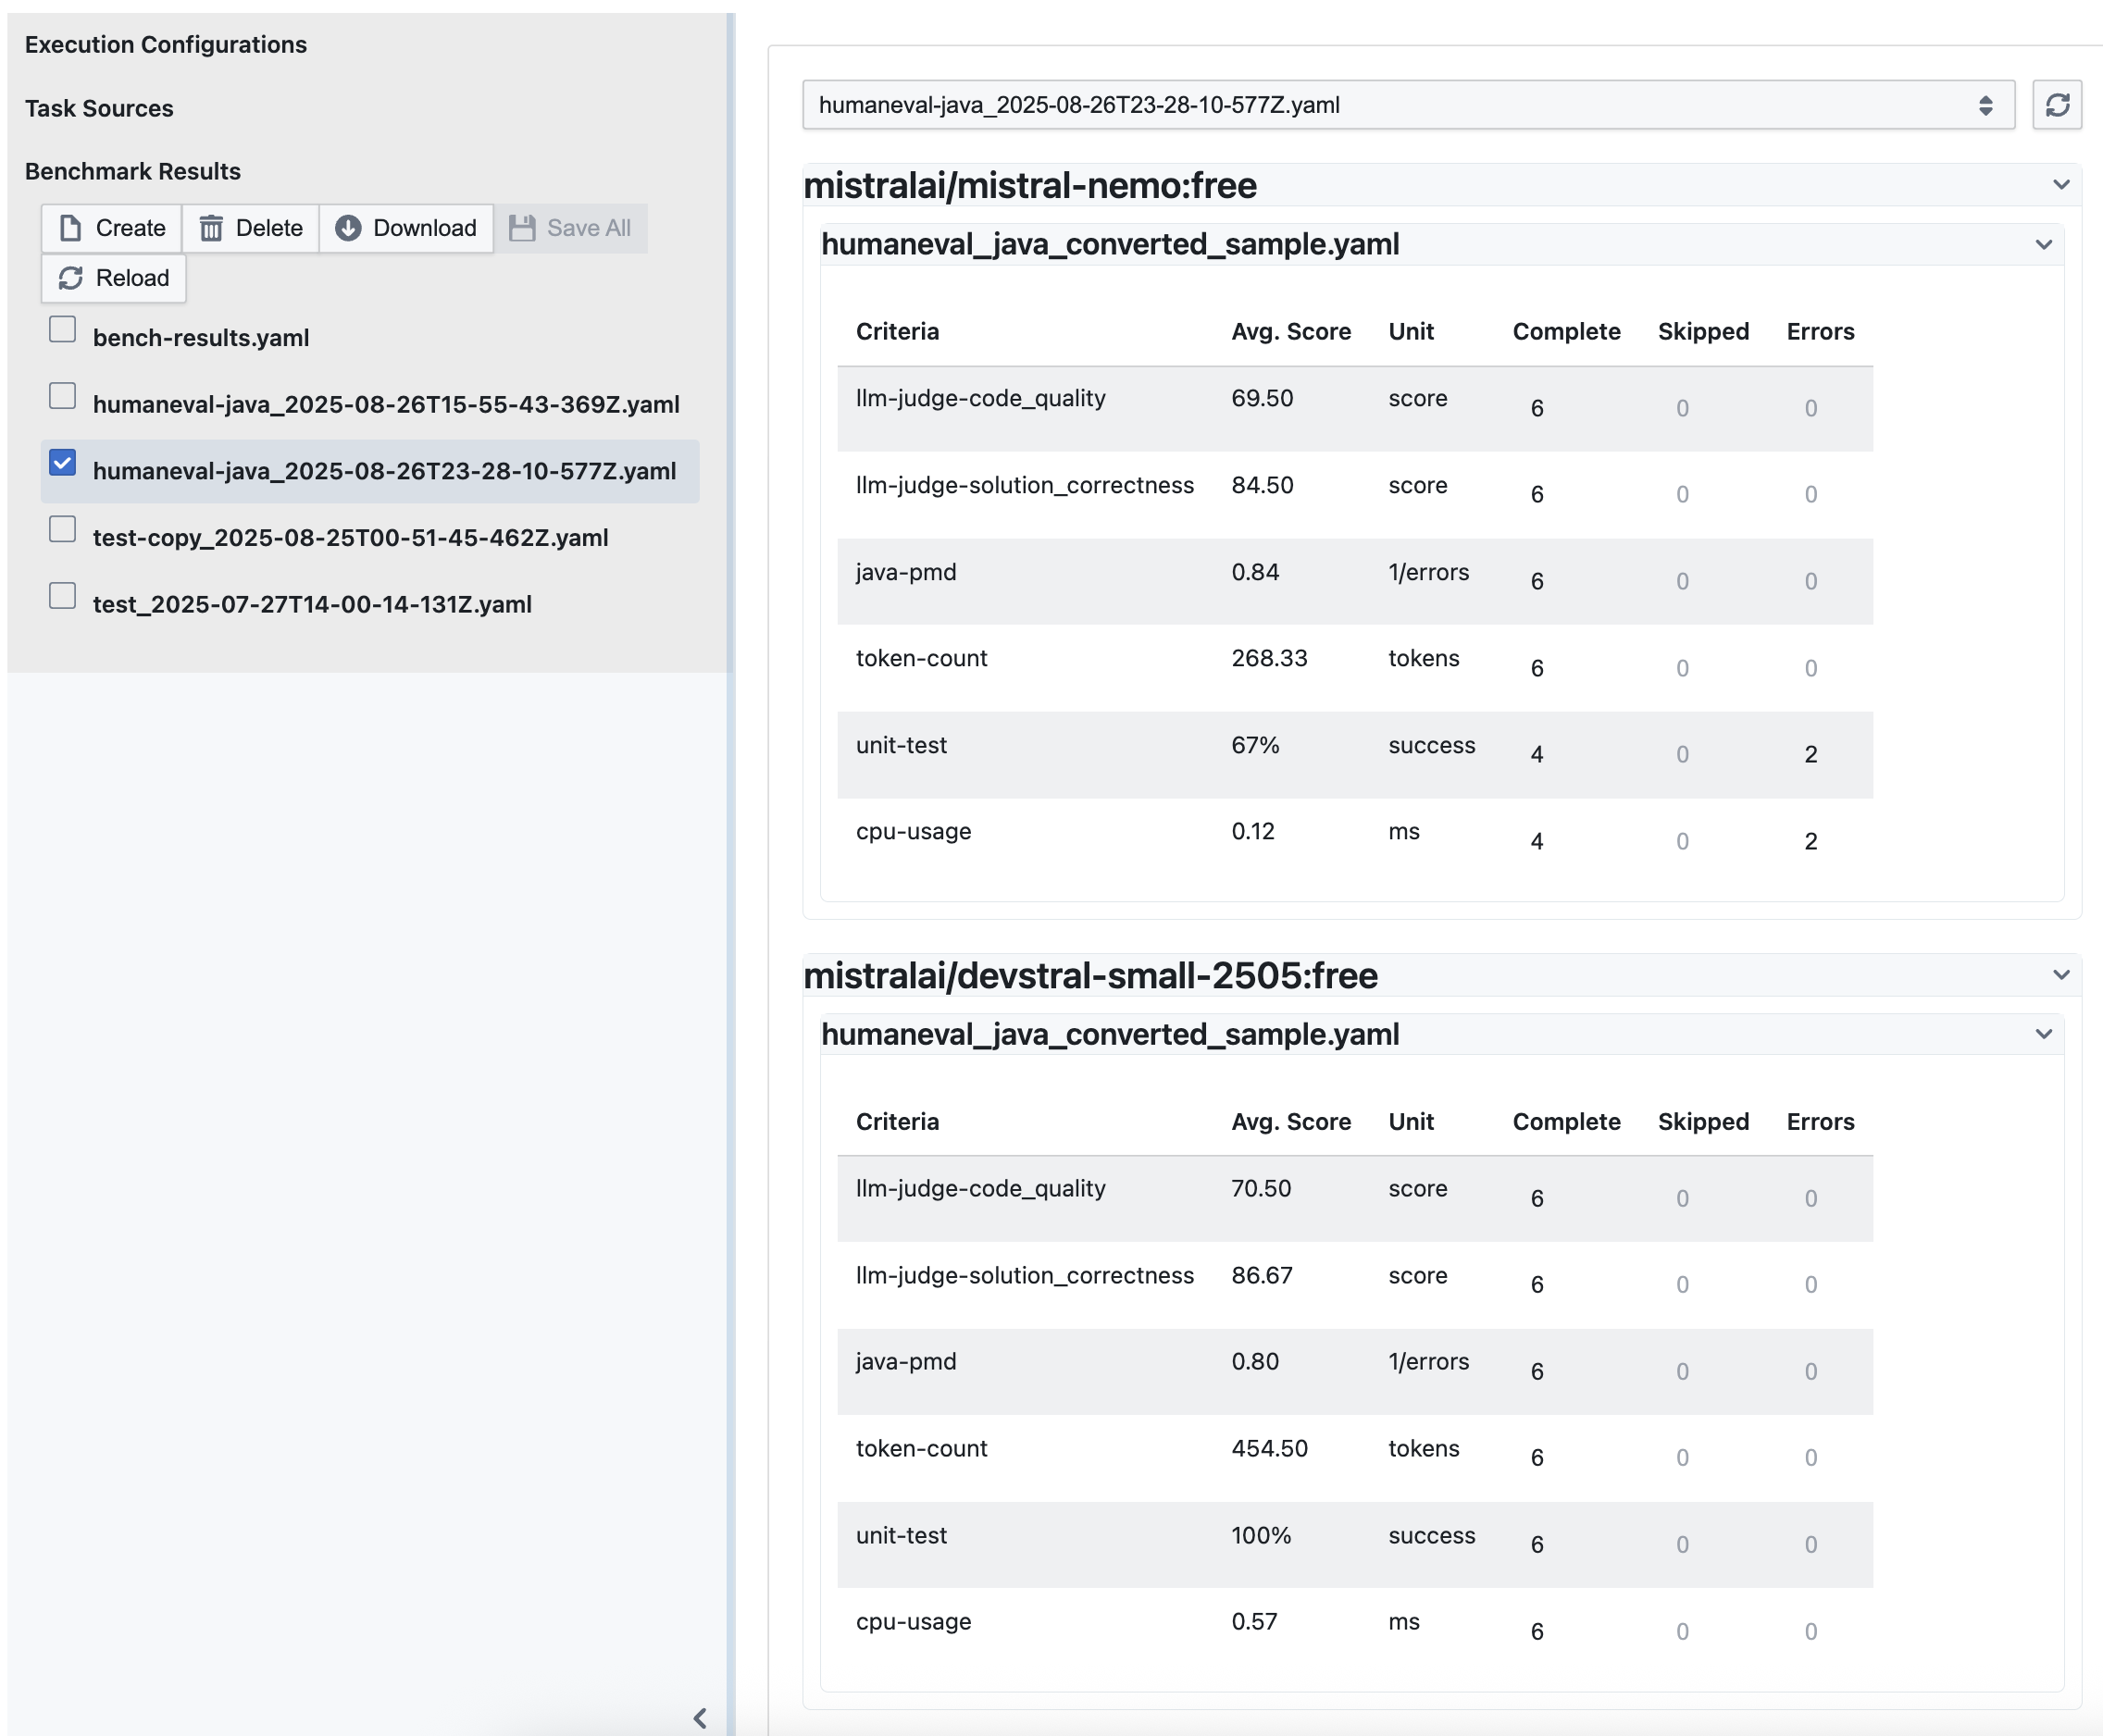 Execution Configurations
Task Sources
Benchmark Results
Create Delete Download Save All
Reload
bench-results.yaml
humaneval-java_2025-08-26T15-55-43-369Z.yaml
humaneval-java_2025-08-26T23-28-10-577Z.yaml
test-copy_2025-08-25T00-51-45-462Z.yaml
test_2025-07-27T14-00-14-131Z.yaml
humaneval-java_2025-08-26T23-28-10-577Z.yaml
mistralai/mistral-nemo:free
humaneval_java_converted_sample.yaml
Criteria Avg. Score Unit Complete Skipped Errors
llm-judge-code_quality 69.50 score 6 0 0
llm-judge-solution_correctness 84.50 score 6 0 0
java-pmd 0.84 1/errors 6 0 0
token-count 268.33 tokens 6 0 0
unit-test 67% success 4 0 2
cpu-usage 0.12 ms 4 0 2
mistralai/devstral-small-2505:free
humaneval_java_converted_sample.yaml
Criteria Avg. Score Unit Complete Skipped Errors
llm-judge-code_quality 70.50 score 6 0 0
llm-judge-solution_correctness 86.67 score 6 0 0
java-pmd 0.80 1/errors 6 0 0
token-count 454.50 tokens 6 0 0
unit-test 100% success 6 0 0
cpu-usage 0.57 ms 6 0 0